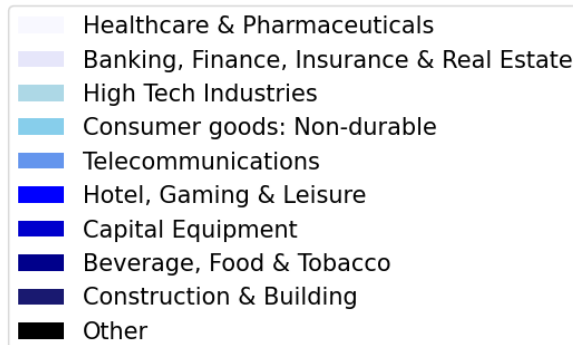 Healthcare & Pharmaceuticals
Banking, Finance, Insurance & Real Estate
High Tech Industries
Consumer goods: Non-durable
Telecommunications
Hotel, Gaming & Leisure
Capital Equipment
Beverage, Food & Tobacco
Construction & Building
Other